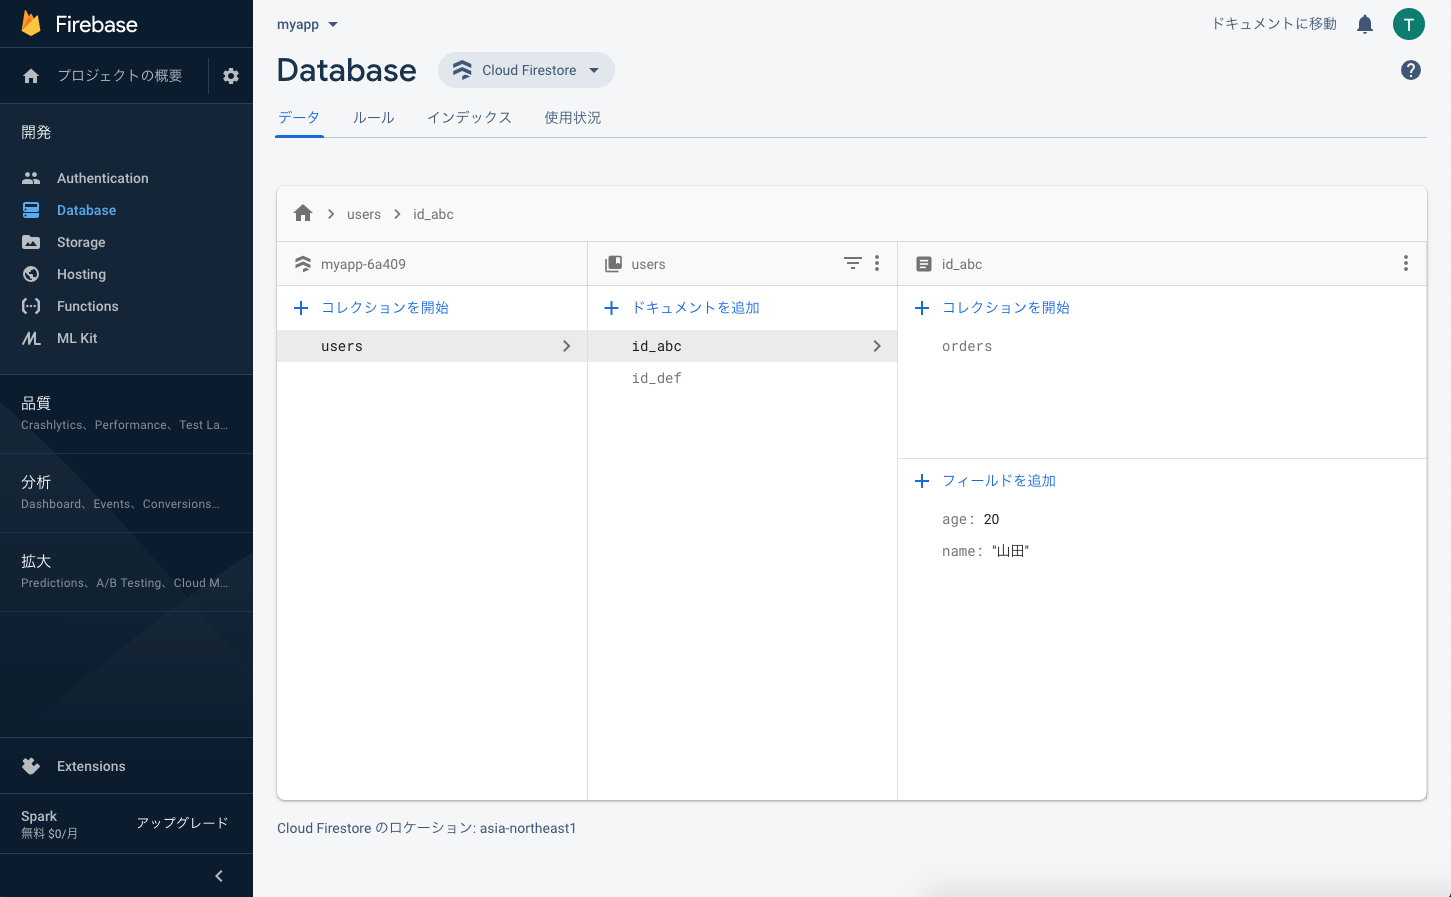 Firebase
プロジェクトの概要
開発
Authentication
Database
Storage
Hosting
Functions
ML Kit
品質
Crashlytics、Performance、Test La…
分析
Dashboard、Events、Conversions…
拡大
Predictions、A/B Testing、Cloud M…
Extensions
Spark
無料 $0/月
アップグレード
myapp
ドキュメントに移動
T
Database
Cloud Firestore
データ
ルール
インデックス
使用状況
users
id_abc
myapp-6a409
コレクションを開始
users
users
ドキュメントを追加
id_abc
id_def
id_abc
コレクションを開始
orders
フィールドを追加
age: 20
name: "山田"
Cloud Firestore のロケーション: asia-northeast1